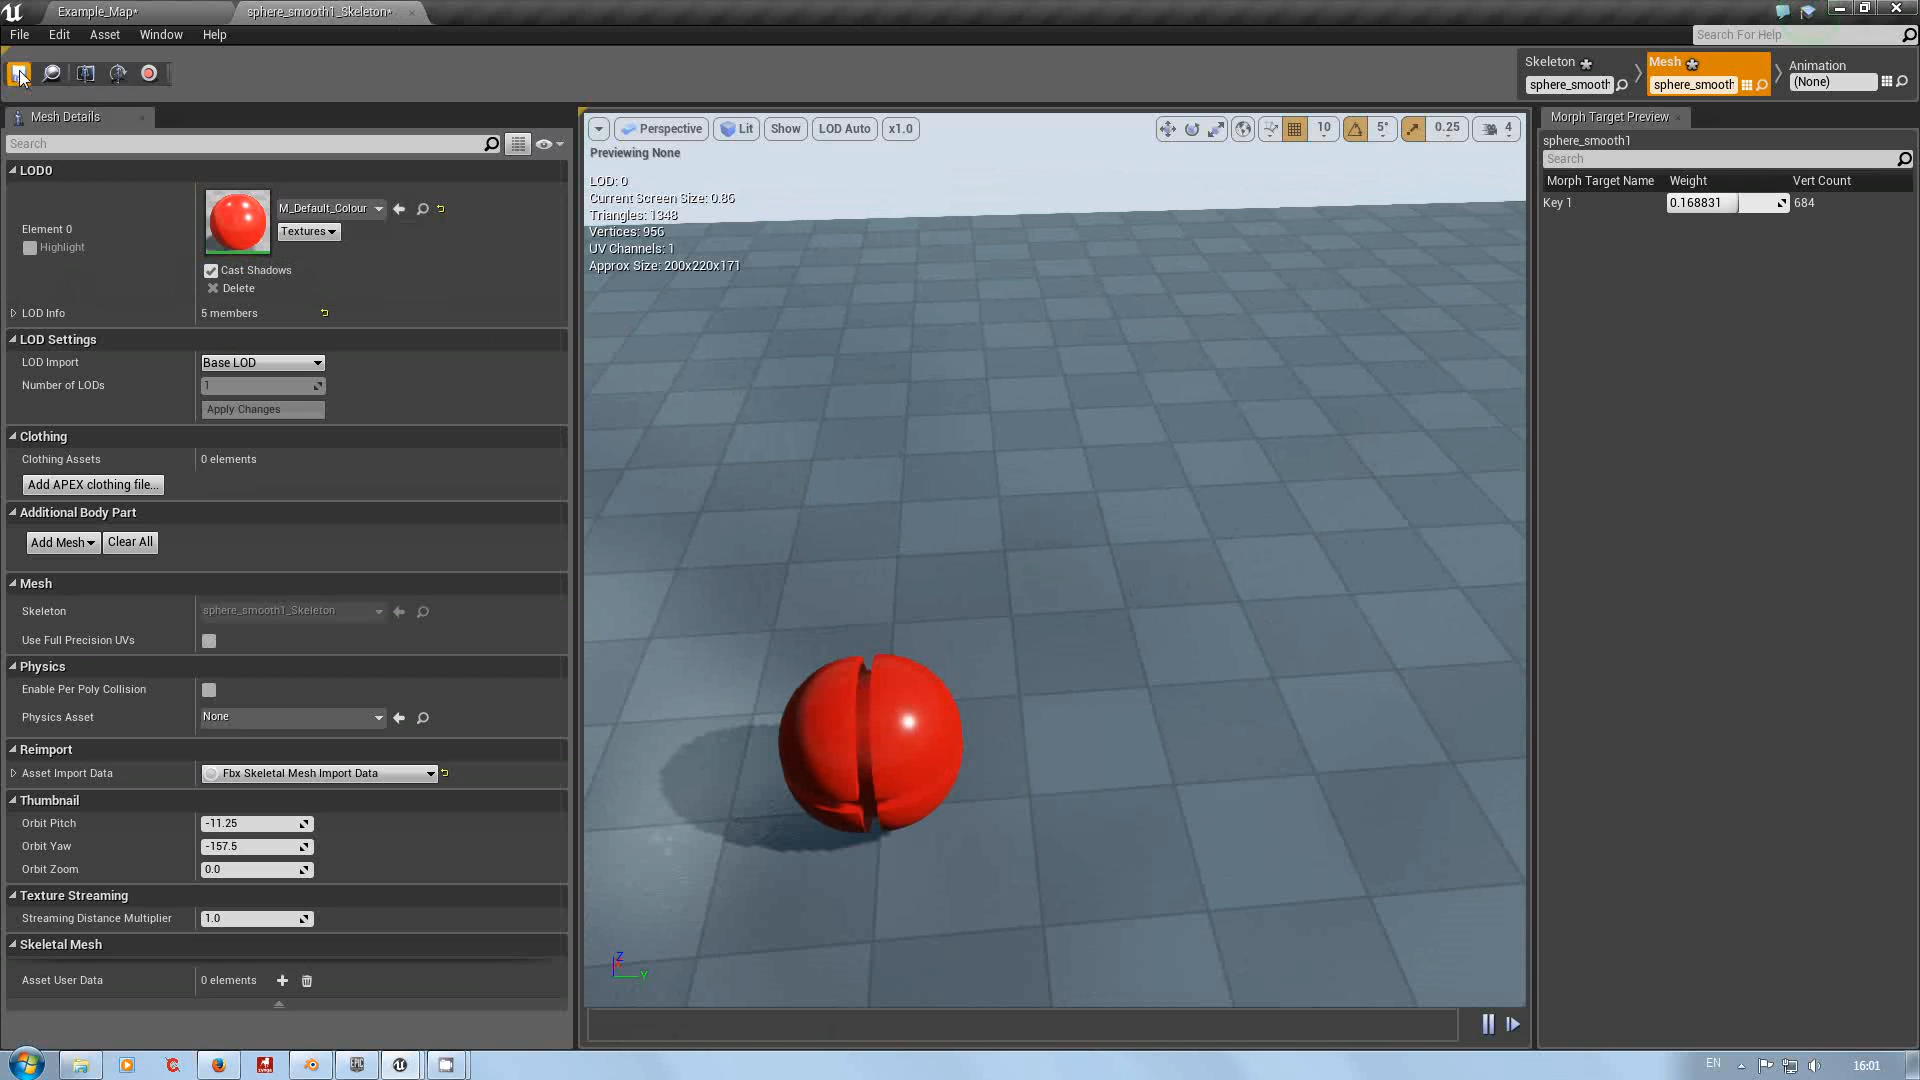 Example_Map*
sphere_smooth1_Skeleton*
File Edit Asset Window Help
Search For Help
Skeleton
sphere_smooth
Mesh
sphere_smooth
Animation
(None)
Mesh Details
Search
LOD0
Element 0
Highlight
M_Default_Colour
Textures
Cast Shadows
Delete
LOD Info 5 members
LOD Settings
LOD Import Base LOD
Number of LODs 1
Apply Changes
Clothing
Clothing Assets 0 elements
Add APEX clothing file...
Additional Body Part
Add Mesh Clear All
Mesh
Skeleton sphere_smooth1_Skeleton
Use Full Precision UVs
Physics
Enable Per Poly Collision
Physics Asset None
Reimport
Asset Import Data Fbx Skeletal Mesh Import Data
Thumbnail
Orbit Pitch -11.25
Orbit Yaw -157.5
Orbit Zoom 0.0
Texture Streaming
Streaming Distance Multiplier 1.0
Skeletal Mesh
Asset User Data 0 elements
Perspective Lit Show LOD Auto x1.0
10 5° 0.25 4
Previewing None
LOD: 0
Current Screen Size: 0.86
Triangles: 1348
Vertices: 956
UV Channels: 1
Approx Size: 200x220x171
Z
Y
Morph Target Preview
sphere_smooth1
Search
Morph Target Name Weight Vert Count
Key 1 0.168831 684
EPIC
EN
16:01